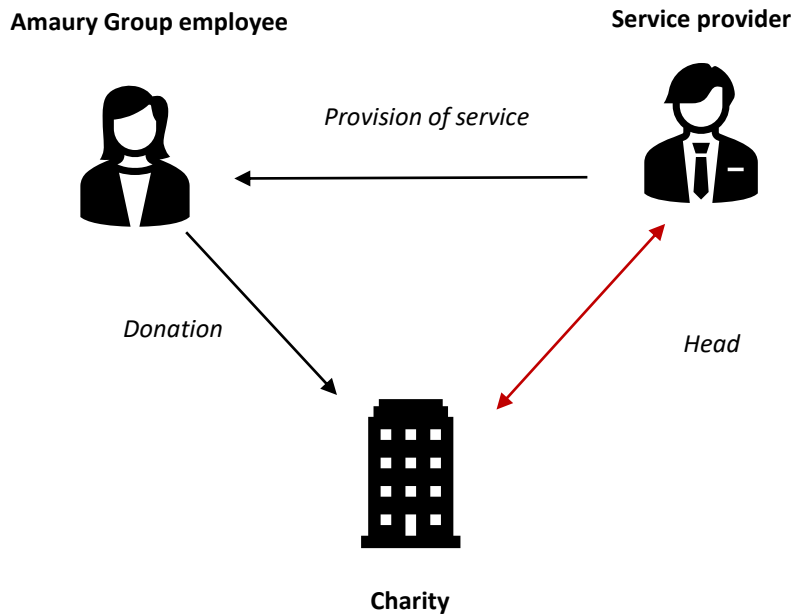 Amaury Group employee
Service provider
Provision of service
Donation
Head
Charity